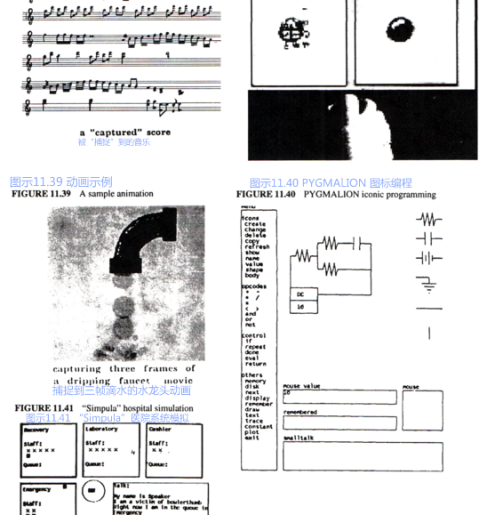 a "captured" score
被“捕捉”到的音乐
图示11.39 动画示例
FIGURE 11.39 A sample animation
capturing three frames of
a dripping faucet movie
捕捉到三帧滴水的水龙头动画
图示11.40 PYGMALION 图标编程
FIGURE 11.40 PYGMALION iconic programming
menu
icons
create
change
delete
copy
refresh
show
name
value
shape
body
opcodes
+ -
* /
< >
and
or
not
control
if
repeat
done
eval
return
others
memory
disk
next
display
remember
draw
text
trace
constant
plot
exit
DC
16
mouse value
16
mouse
remembered
smalltalk
FIGURE 11.41 "Simpula" hospital simulation
图示11.41 “Simpula”医院系统模拟
Recovery
Staff:
x x x x x
Queue:
Laboratory
Staff:
x x x x x
Queue:
Cashier
Staff:
x x
Queue:
Emergency
Staff:
x x
Talk:
My name is Speaker
I am a victim of
right now I am in the queue in
Emergency